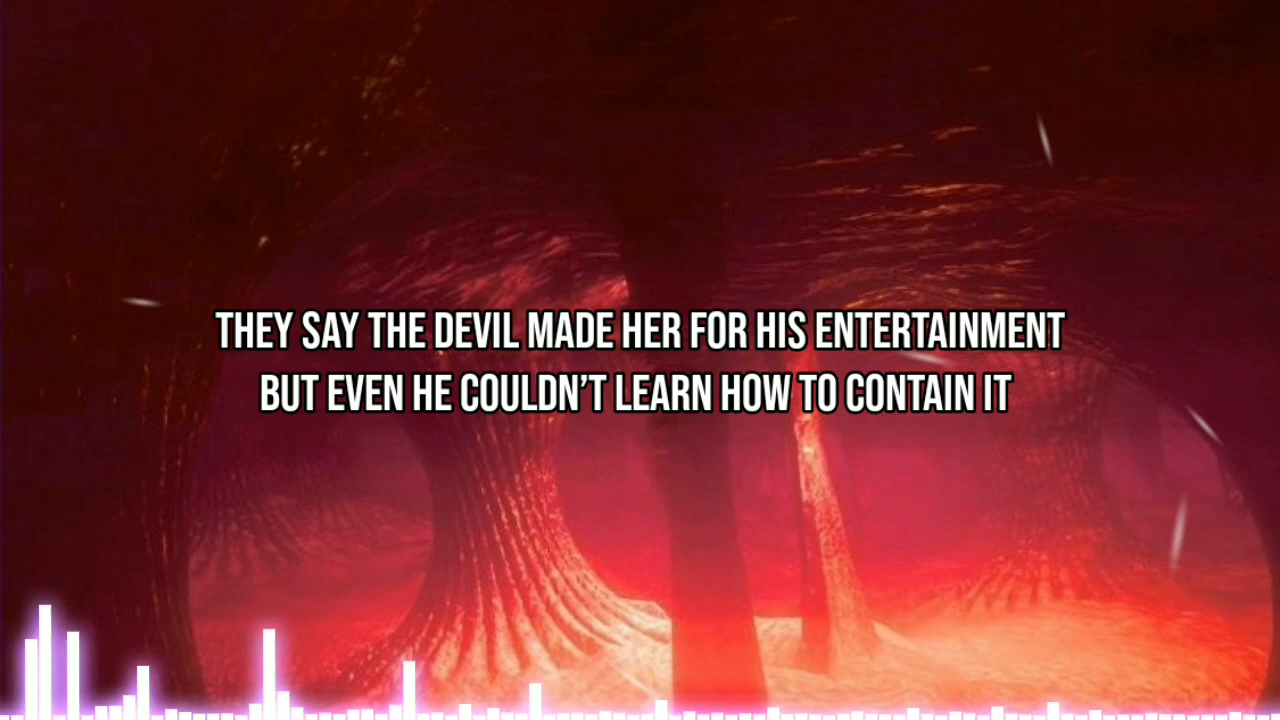 THEY SAY THE DEVIL MADE HER FOR HIS ENTERTAINMENT
BUT EVEN HE COULDN'T LEARN HOW TO CONTAIN IT